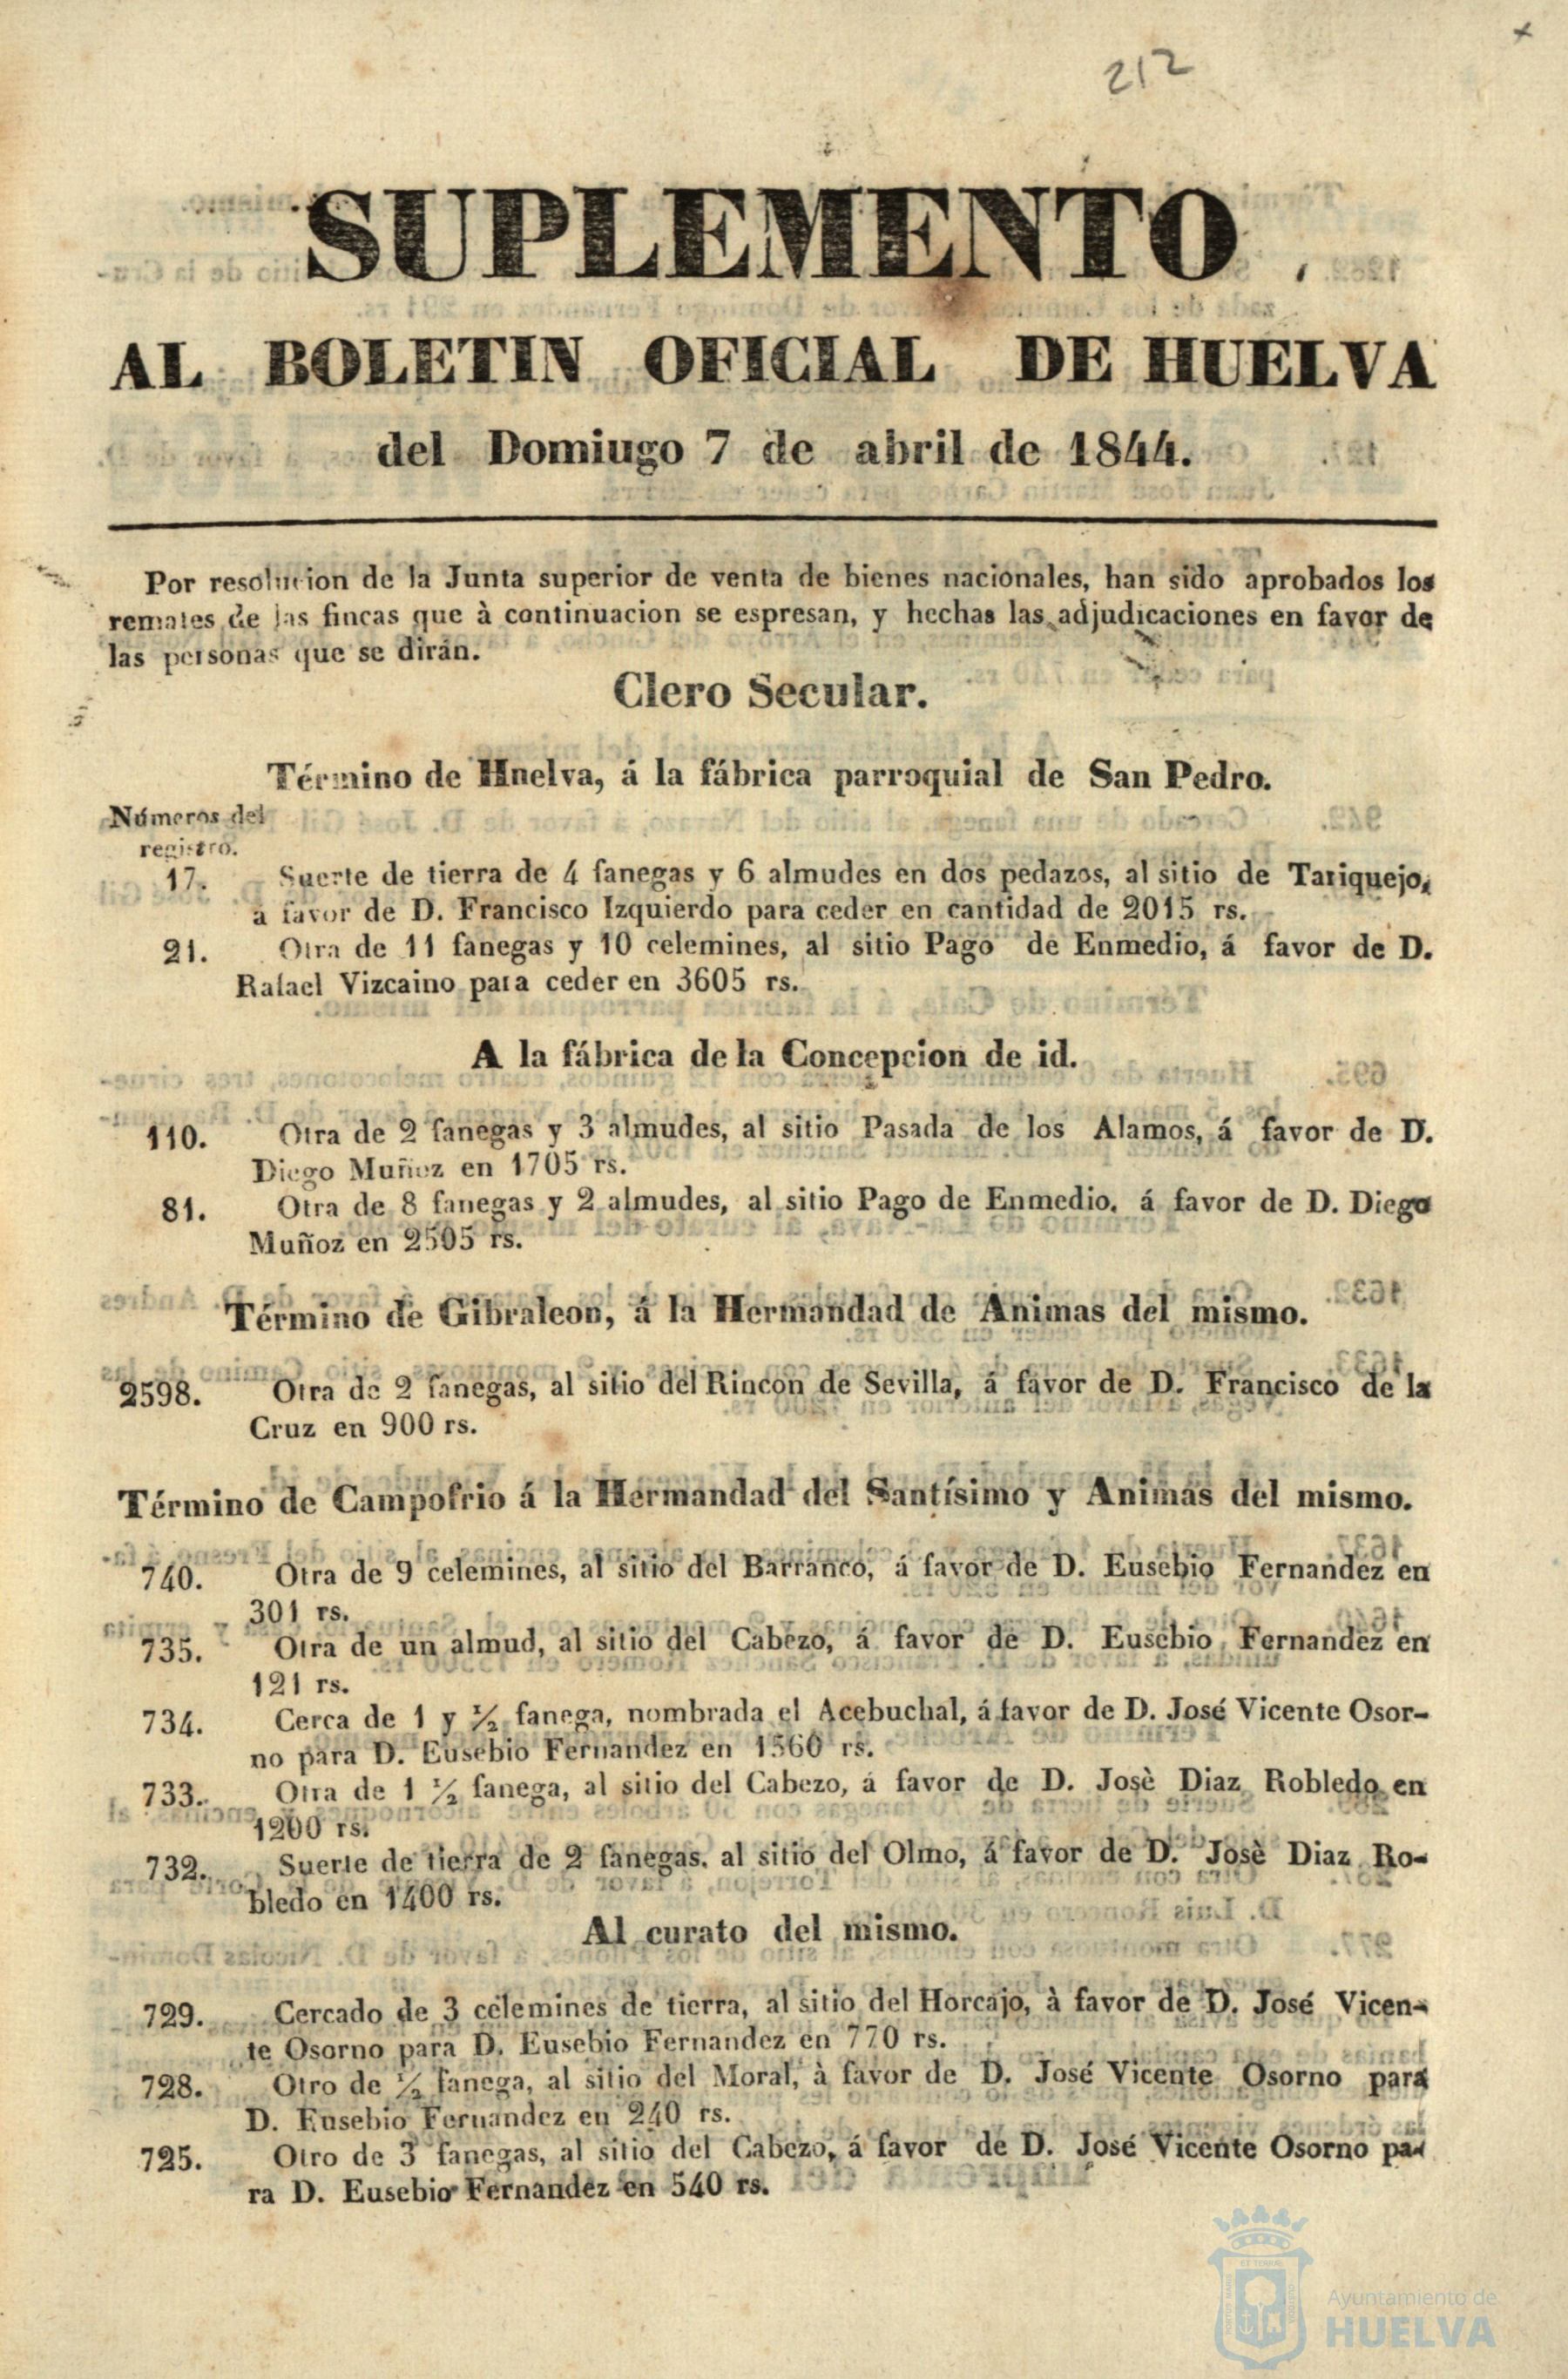 212
SUPLEMENTO
AL BOLETIN OFICIAL DE HUELVA
del Domiugo 7 de abril de 1844.
Por resolucion de la Junta superior de venta de bienes nacionales, han sido aprobados los
remates de las fincas que à continuacion se espresan, y hechas las adjudicaciones en favor de
las personas que se dirán.
Clero Secular.
Término de Hnelva, á la fábrica parroquial de San Pedro.
Números del
registro.
17. Suerte de tierra de 4 fanegas y 6 almudes en dos pedazos, al sitio de Tariquejo,
a favor de D. Francisco Izquierdo para ceder en cantidad de 2015 rs.
21. Otra de 11 fanegas y 10 celemines, al sitio Pago de Enmedio, á favor de D.
Rafael Vizcaino para ceder en 3605 rs.
A la fábrica de la Concepcion de id.
110. Otra de 2 fanegas y 3 almudes, al sitio Pasada de los Alamos, á favor de D.
Diego Muñoz en 1705 rs.
81. Otra de 8 fanegas y 2 almudes, al sitio Pago de Enmedio, á favor de D. Diego
Muñoz en 2505 rs.
Término de Gibraleon, á la Hermandad de Animas del mismo.
2598. Otra de 2 fanegas, al sitio del Rincon de Sevilla, á favor de D. Francisco de la
Cruz en 900 rs.
Término de Campofrio á la Hermandad del Santísimo y Animas del mismo.
740. Otra de 9 celemines, al sitio del Barranco, á favor de D. Eusebio Fernandez en
301 rs.
735. Otra de un almud, al sitio del Cabezo, á favor de D. Eusebio Fernandez en
121 rs.
734. Cerca de 1 y ½ fanega, nombrada el Acebuchal, á favor de D. José Vicente Osor-
no para D. Eusebio Fernandez en 1560 rs.
733. Otra de 1 ½ fanega, al sitio del Cabezo, á favor de D. Josè Diaz Robledo en
1200 rs.
732. Suerte de tierra de 2 fanegas. al sitio del Olmo, á favor de D. Josè Diaz Ro-
bledo en 1400 rs.
Al curato del mismo.
729. Cercado de 3 celemines de tierra, al sitio del Horcajo, à favor de D. José Vicen-
te Osorno para D. Eusebio Fernandez en 770 rs.
728. Otro de ½ fanega, al sitio del Moral, à favor de D. José Vicente Osorno para
D. Eusebio Fernandez en 240 rs.
725. Otro de 3 fanegas, al sitio del Cabezo, á favor de D. José Vicente Osorno pa-
ra D. Eusebio Fernandez en 540 rs.
Ayuntamiento de
HUELVA